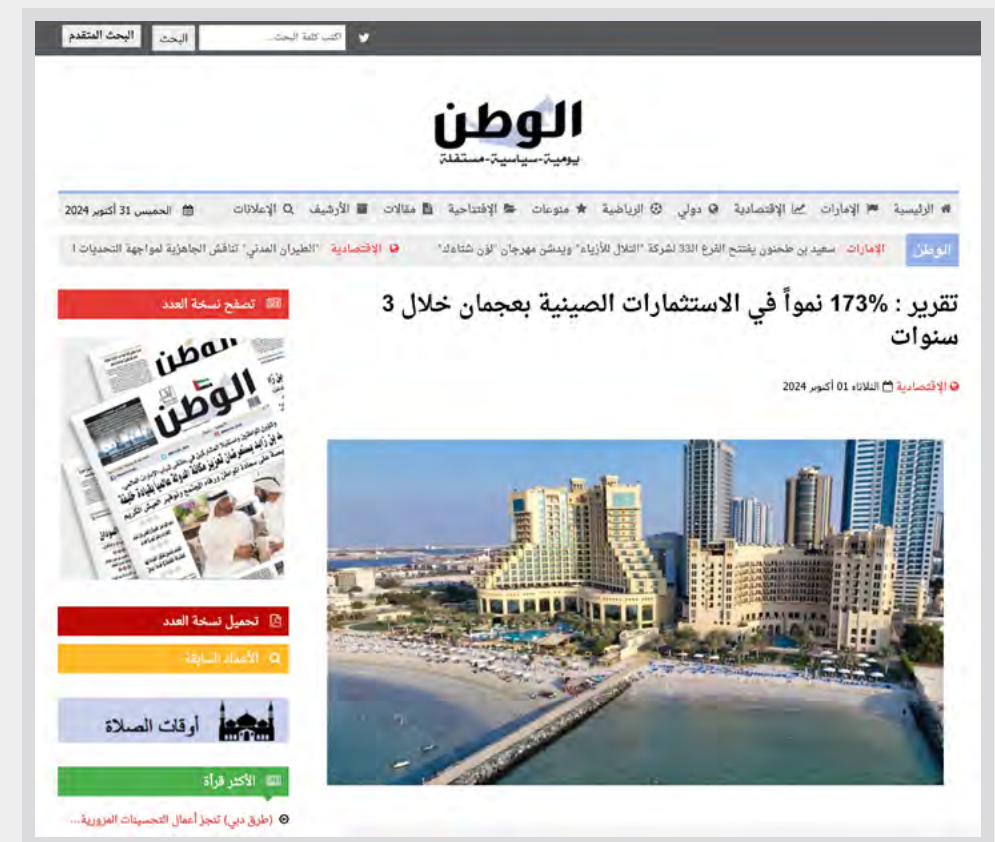 اكتب كلمة البحث... البحث البحث المتقدم
الوطن
يومية-سياسية-مستقلة
الرئيسية الإمارات الإقتصادية دولي الرياضية منوعات الإفتتاحية مقالات الأرشيف الإعلانات الخميس 31 أكتوبر 2024
الوطن الإمارات سعيد بن طحنون يفتتح الفرع الـ33 لشركة "التلال للأزياء" ويدشن مهرجان "لوّن شتاءك" الإقتصادية "الطيران المدني" تناقش الجاهزية لمواجهة التحديات ا
تقرير : %173 نمواً في الاستثمارات الصينية بعجمان خلال 3
سنوات
الإقتصادية الثلاثاء 01 أكتوبر 2024
تصفح نسخة العدد
الوطن
الوطن
تحميل نسخة العدد
الأعداد السابقة
أوقات الصلاة
الأكثر قرأة
(طرق دبي) تنجز أعمال التحسينات المرورية...